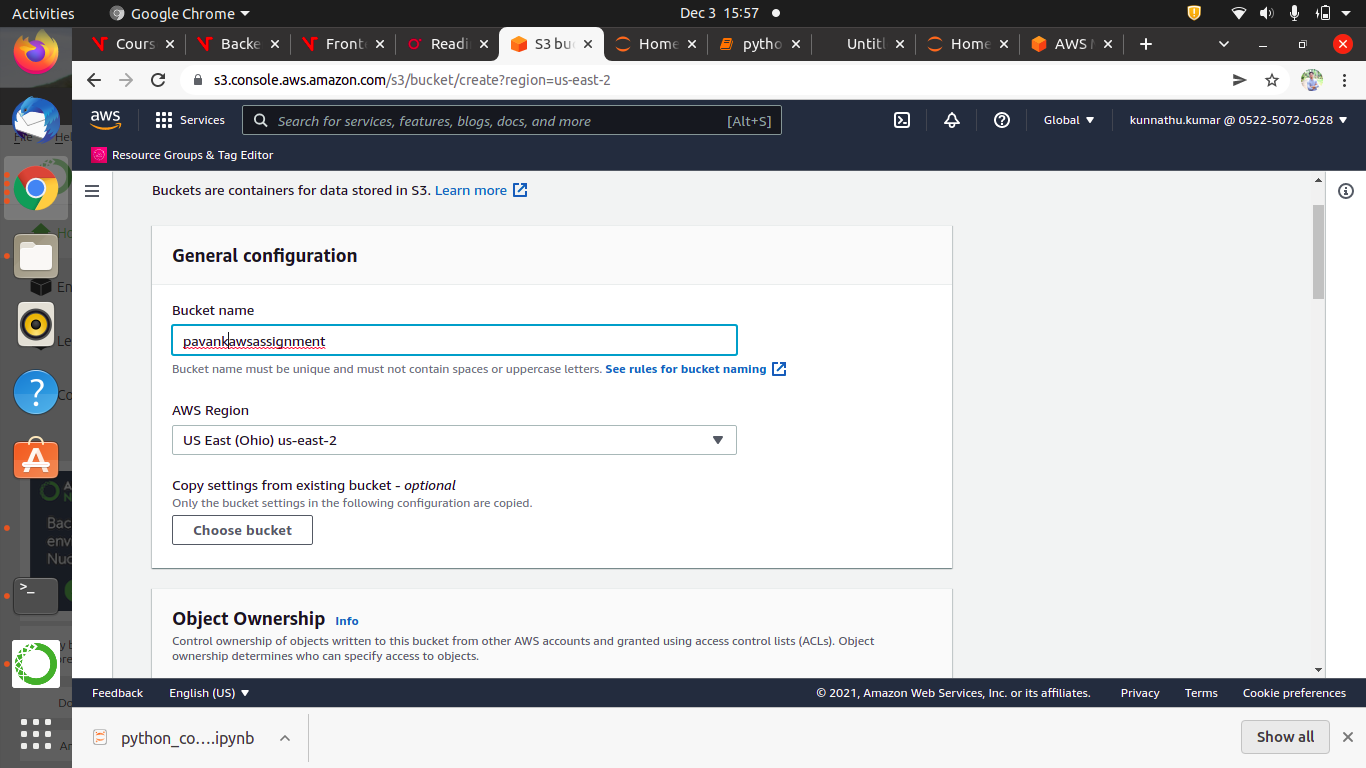 Activities Google Chrome Dec 3 15:57
Cours Backe Fronte Readi S3 bu Home pytho Untitl Home AWS M
s3.console.aws.amazon.com/s3/bucket/create?region=us-east-2
aws Services Search for services, features, blogs, docs, and more [Alt+S] Global kunnathu.kumar @ 0522-5072-0528
Resource Groups & Tag Editor
Buckets are containers for data stored in S3. Learn more
General configuration
Bucket name
pavankawsassignment
Bucket name must be unique and must not contain spaces or uppercase letters. See rules for bucket naming
AWS Region
US East (Ohio) us-east-2
Copy settings from existing bucket - optional
Only the bucket settings in the following configuration are copied.
Choose bucket
Object Ownership Info
Control ownership of objects written to this bucket from other AWS accounts and granted using access control lists (ACLs). Object
ownership determines who can specify access to objects.
Feedback English (US) © 2021, Amazon Web Services, Inc. or its affiliates. Privacy Terms Cookie preferences
python_co....ipynb Show all